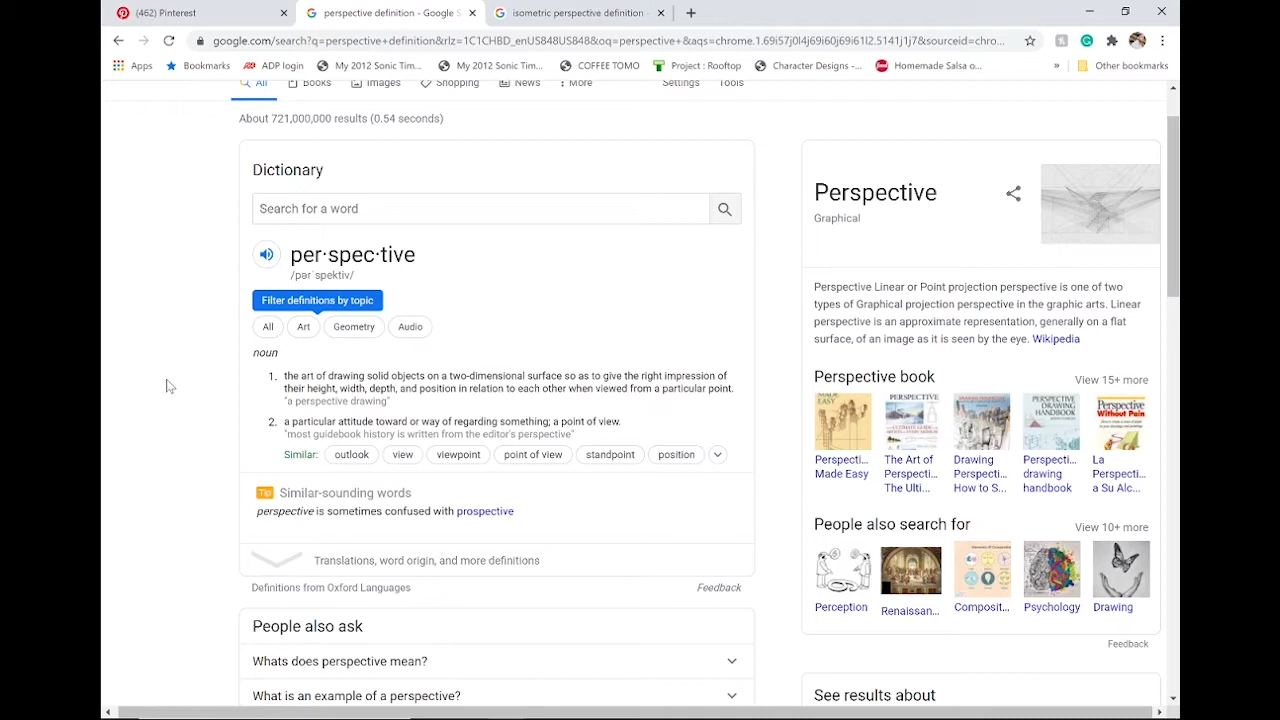 (462) Pinterest
perspective definition - Google S
isometric perspective definition -
google.com/search?q=perspective+definition&rlz=1C1CHBD_enUS848US848&oq=perspective+&aqs=chrome.1.69i57j0l4j69i60j69i61l2.5141j1j7&sourceid=chro...
Apps
Bookmarks
ADP login
My 2012 Sonic Tim...
My 2012 Sonic Tim...
COFFEE TOMO
Project : Rooftop
Character Designs -...
Homemade Salsa o...
»
Other bookmarks
All
Books
Images
Shopping
News
More
Settings
Tools
About 721,000,000 results (0.54 seconds)
Dictionary
Search for a word
per·spec·tive
/pərˈspektiv/
Filter definitions by topic
All
Art
Geometry
Audio
noun
1. the art of drawing solid objects on a two-dimensional surface so as to give the right impression of
their height, width, depth, and position in relation to each other when viewed from a particular point.
"a perspective drawing"
2. a particular attitude toward or way of regarding something; a point of view.
"most guidebook history is written from the editor's perspective"
Similar: outlook view viewpoint point of view standpoint position
Tip Similar-sounding words
perspective is sometimes confused with prospective
Translations, word origin, and more definitions
Definitions from Oxford Languages
Feedback
People also ask
Whats does perspective mean?
What is an example of a perspective?
Perspective
Graphical
Perspective Linear or Point projection perspective is one of two
types of Graphical projection perspective in the graphic arts. Linear
perspective is an approximate representation, generally on a flat
surface, of an image as it is seen by the eye. Wikipedia
Perspective book
View 15+ more
MADE
EASY
PERSPECTIVE
PERSPECTIVE
DRAWING
HANDBOOK
Perspective
Without Pain
Perspecti...
Made Easy
The Art of
Perspecti...
The Ulti...
Drawing
Perspecti...
How to S...
Perspecti...
drawing
handbook
La
Perspecti...
a Su Alc...
People also search for
View 10+ more
Perception
Renaissan...
Composit...
Psychology
Drawing
Feedback
See results about